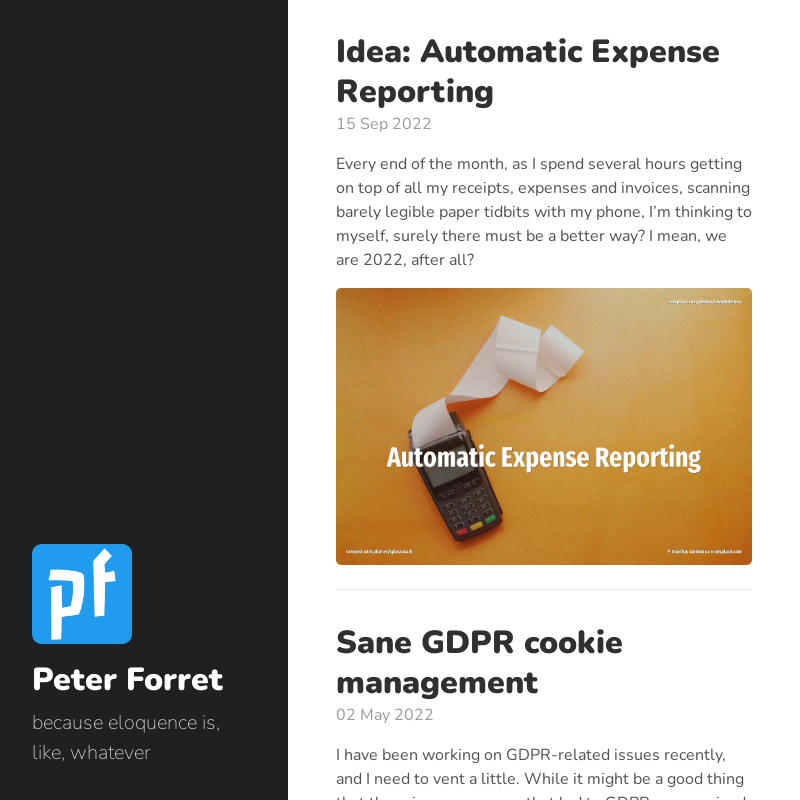 pf
Peter Forret
because eloquence is,
like, whatever
Idea: Automatic Expense
Reporting
15 Sep 2022
Every end of the month, as I spend several hours getting
on top of all my receipts, expenses and invoices, scanning
barely legible paper tidbits with my phone, I’m thinking to
myself, surely there must be a better way? I mean, we
are 2022, after all?
Automatic Expense Reporting
Sane GDPR cookie
management
02 May 2022
I have been working on GDPR-related issues recently,
and I need to vent a little. While it might be a good thing